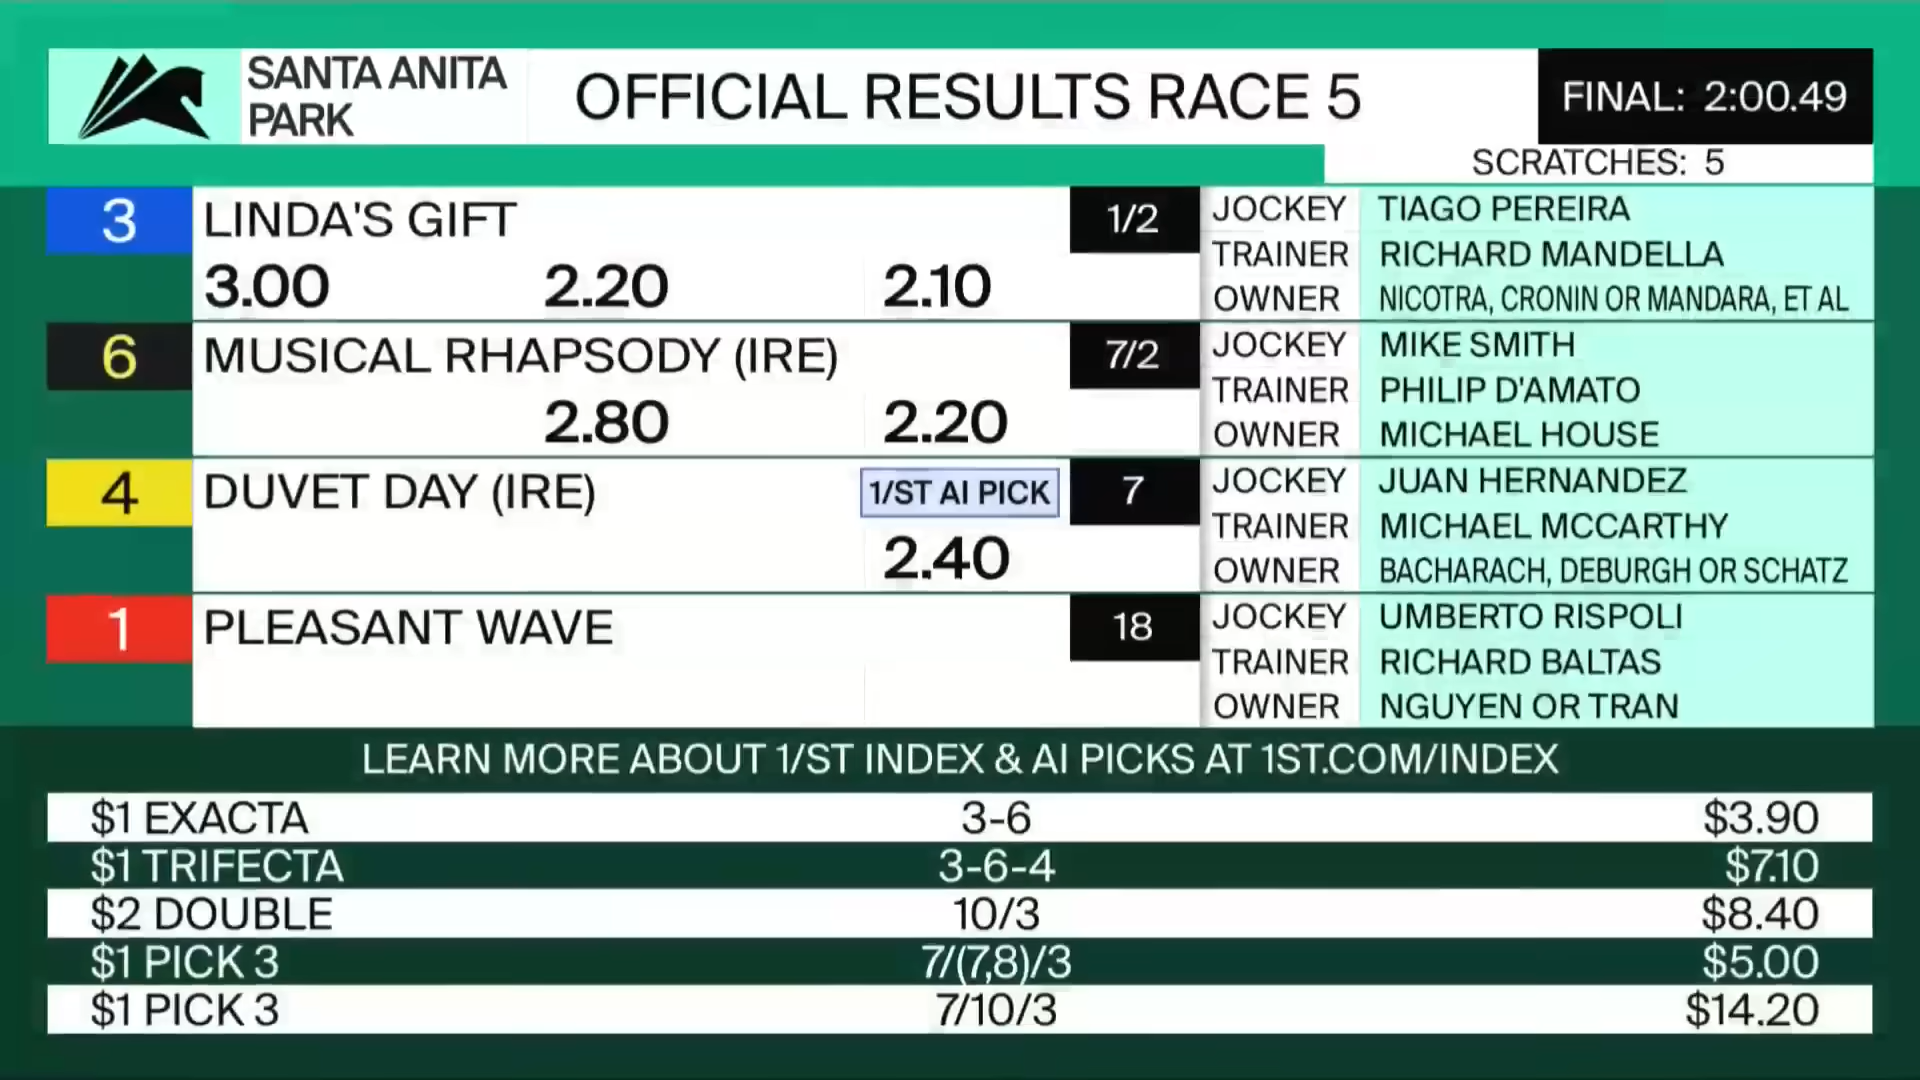 SANTA ANITA
PARK
OFFICIAL RESULTS RACE 5
FINAL: 2:00.49
SCRATCHES: 5
3 LINDA'S GIFT 1/2
3.00 2.20 2.10
JOCKEY TIAGO PEREIRA
TRAINER RICHARD MANDELLA
OWNER NICOTRA, CRONIN OR MANDARA, ET AL
6 MUSICAL RHAPSODY (IRE) 7/2
2.80 2.20
JOCKEY MIKE SMITH
TRAINER PHILIP D'AMATO
OWNER MICHAEL HOUSE
4 DUVET DAY (IRE) 1/ST AI PICK 7
2.40
JOCKEY JUAN HERNANDEZ
TRAINER MICHAEL MCCARTHY
OWNER BACHARACH, DEBURGH OR SCHATZ
1 PLEASANT WAVE 18
JOCKEY UMBERTO RISPOLI
TRAINER RICHARD BALTAS
OWNER NGUYEN OR TRAN
LEARN MORE ABOUT 1/ST INDEX & AI PICKS AT 1ST.COM/INDEX
$1 EXACTA 3-6 $3.90
$1 TRIFECTA 3-6-4 $7.10
$2 DOUBLE 10/3 $8.40
$1 PICK 3 7/(7,8)/3 $5.00
$1 PICK 3 7/10/3 $14.20